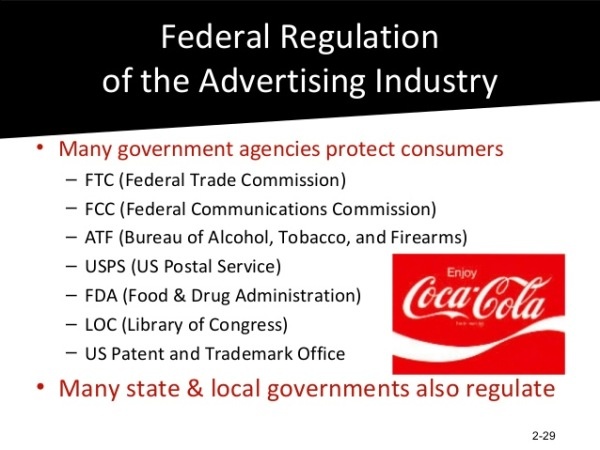 Federal Regulation
of the Advertising Industry
• Many government agencies protect consumers
– FTC (Federal Trade Commission)
– FCC (Federal Communications Commission)
– ATF (Bureau of Alcohol, Tobacco, and Firearms)
– USPS (US Postal Service)
– FDA (Food & Drug Administration)
– LOC (Library of Congress)
– US Patent and Trademark Office
Enjoy
Coca-Cola
• Many state & local governments also regulate
2-29